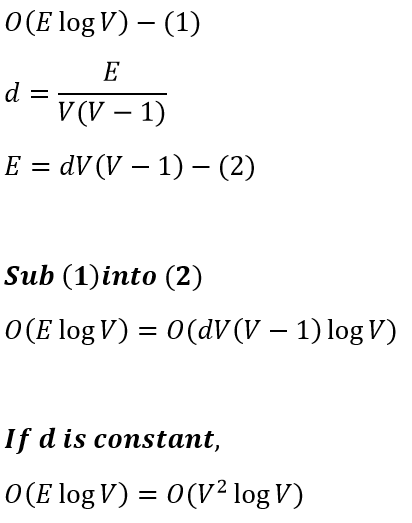 O(E log V) − (1)
d = E / V(V − 1)
E = dV(V − 1) − (2)
Sub (1)into (2)
O(E log V) = O(dV(V − 1) log V)
If d is constant,
O(E log V) = O(V² log V)